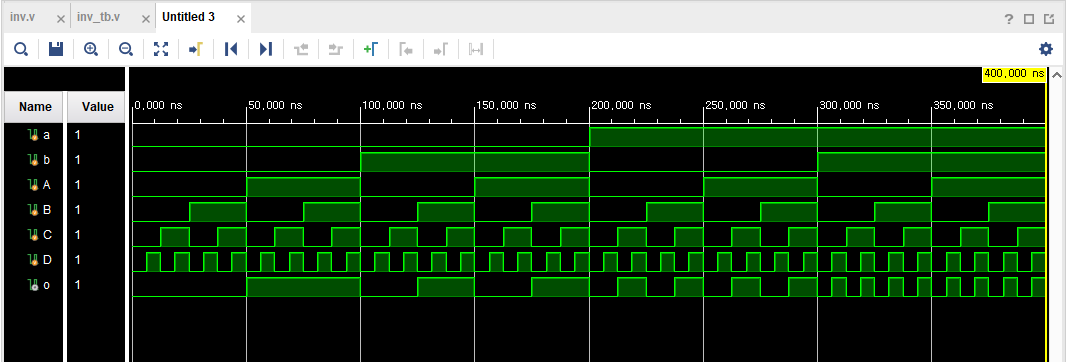 inv.v inv_tb.v Untitled 3
?
400,000 ns
Name Value 0,000 ns 50,000 ns 100,000 ns 150,000 ns 200,000 ns 250,000 ns 300,000 ns 350,000 ns
a 1
b 1
A 1
B 1
C 1
D 1
o 1